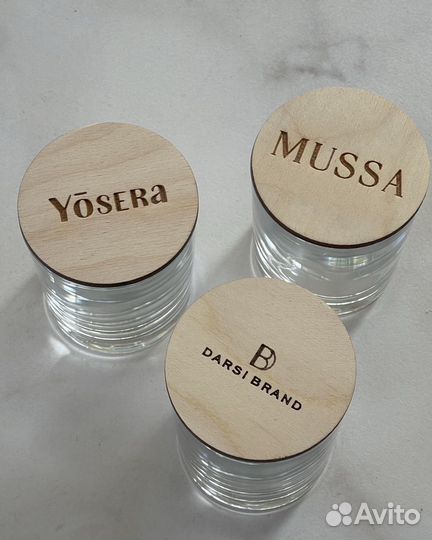 YōSERa
MUSSA
B
DARSI BRAND
Avito